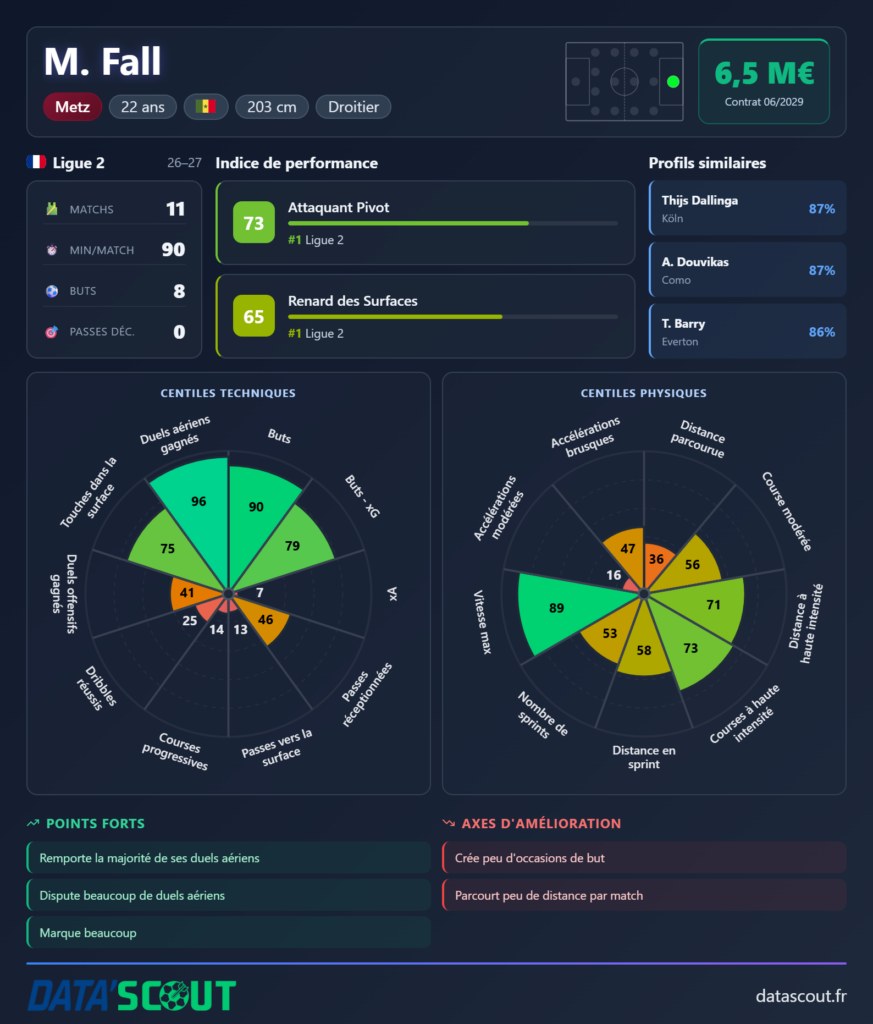 M. Fall
Metz
22 ans
203 cm
Droitier
6,5 M€
Contrat 06/2029
Ligue 2
26–27
MATCHS
11
MIN/MATCH
90
BUTS
8
PASSES DÉC.
0
Indice de performance
73
Attaquant Pivot
#1 Ligue 2
65
Renard des Surfaces
#1 Ligue 2
Profils similaires
Thijs Dallinga
Köln
87%
A. Douvikas
Como
87%
T. Barry
Everton
86%
CENTILES TECHNIQUES
Duels aériens
gagnés
Buts
Buts - xG
xA
Passes
réceptionnées
Passes vers la
surface
Courses
progressives
Dribbles
réussis
Duels offensifs
gagnés
Touches dans la
surface
96
90
79
7
46
13
14
25
41
75
CENTILES PHYSIQUES
Accélérations
brusques
Distance
parcourue
Course modérée
Distance à
haute intensité
Courses à haute
intensité
Distance en
sprint
Nombre de
sprints
Vitesse max
Accélérations
modérées
47
36
56
71
73
58
53
89
16
POINTS FORTS
Remporte la majorité de ses duels aériens
Dispute beaucoup de duels aériens
Marque beaucoup
AXES D'AMÉLIORATION
Crée peu d'occasions de but
Parcourt peu de distance par match
DATA'SCOUT
datascout.fr